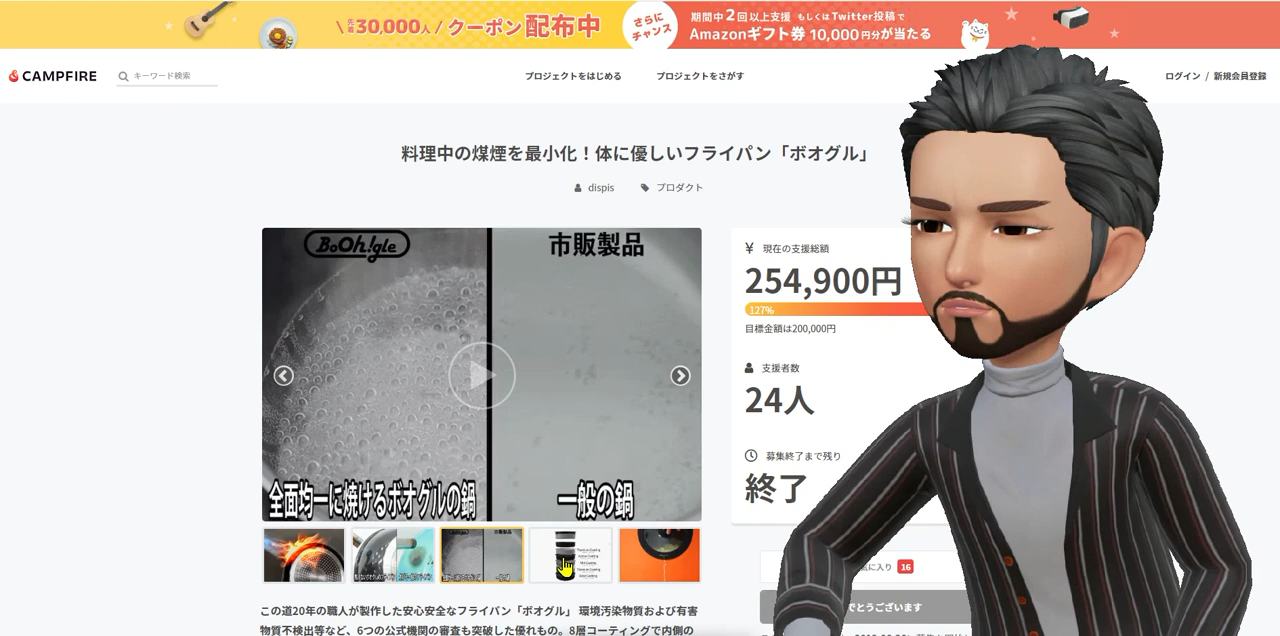 先着30,000人 クーポン配布中
さらにチャンス
期間中2回以上支援 もしくはTwitter投稿で
Amazonギフト券 10,000円分が当たる
CAMPFIRE
キーワード検索
プロジェクトをはじめる
プロジェクトをさがす
ログイン / 新規会員登録
料理中の煤煙を最小化！体に優しいフライパン「ボオグル」
dispis
プロダクト
BoOh!gle
市販製品
全面均一に焼けるボオグルの鍋
一般の鍋
¥ 現在の支援総額
254,900円
127%
目標金額は200,000円
支援者数
24人
募集終了まで残り
終了
に入り 16
でとうございます
この道20年の職人が製作した安心安全なフライパン「ボオグル」 環境汚染物質および有害
物質不検出等など、6つの公式機関の審査も突破した優れもの。8層コーティングで内側の